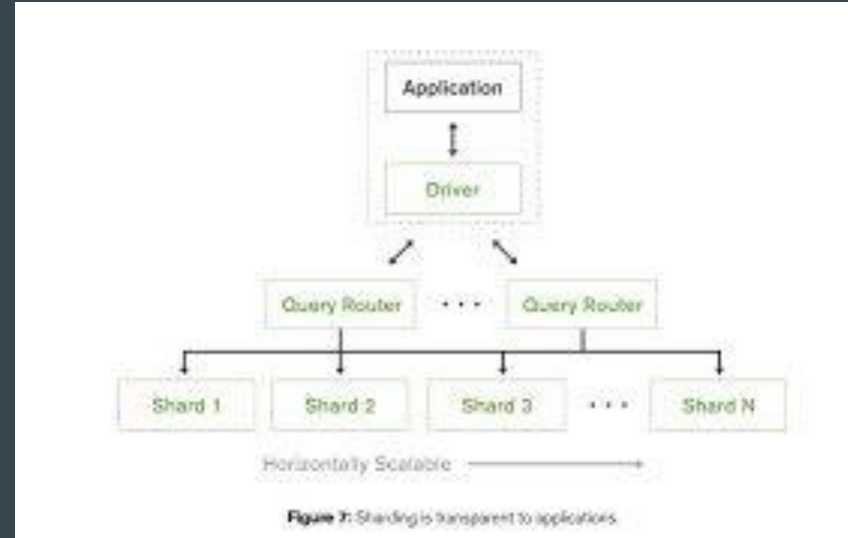 Application
Driver
Query Router ... Query Router
Shard 1 Shard 2 Shard 3 ... Shard N
Horizontally Scalable
Figure 7: Sharding is transparent to applications.